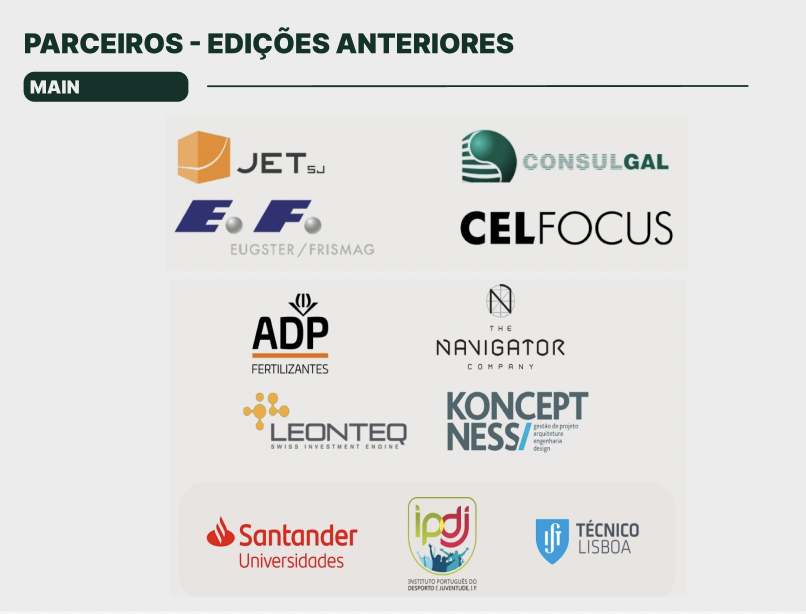 PARCEIROS - EDIÇÕES ANTERIORES
MAIN
JET SJ
CONSULGAL
E. F.
EUGSTER/FRISMAG
CELFOCUS
ADP
FERTILIZANTES
THE
NAVIGATOR
COMPANY
LEONTEQ
SWISS INVESTMENT ENGINE
KONCEPT
NESS/
gestão de projeto
arquitetura
engenharia
design
Santander
Universidades
ipdj
INSTITUTO PORTUGUÊS DO
DESPORTO E JUVENTUDE, I.P.
TÉCNICO
LISBOA